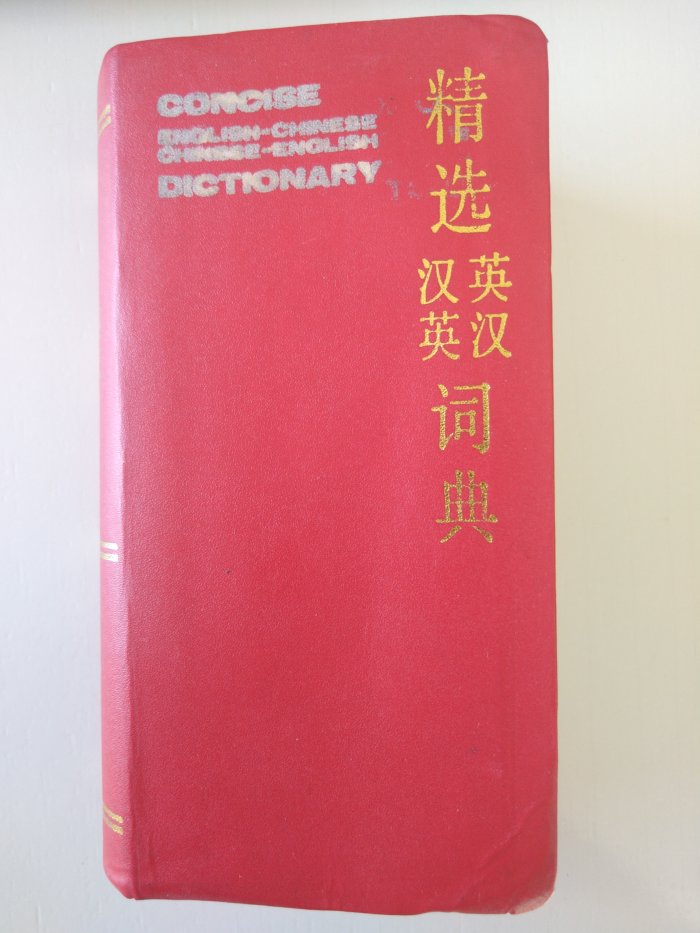 CONCISE
ENGLISH-CHINESE
CHINESE-ENGLISH
DICTIONARY
精选
英汉
汉英
词典